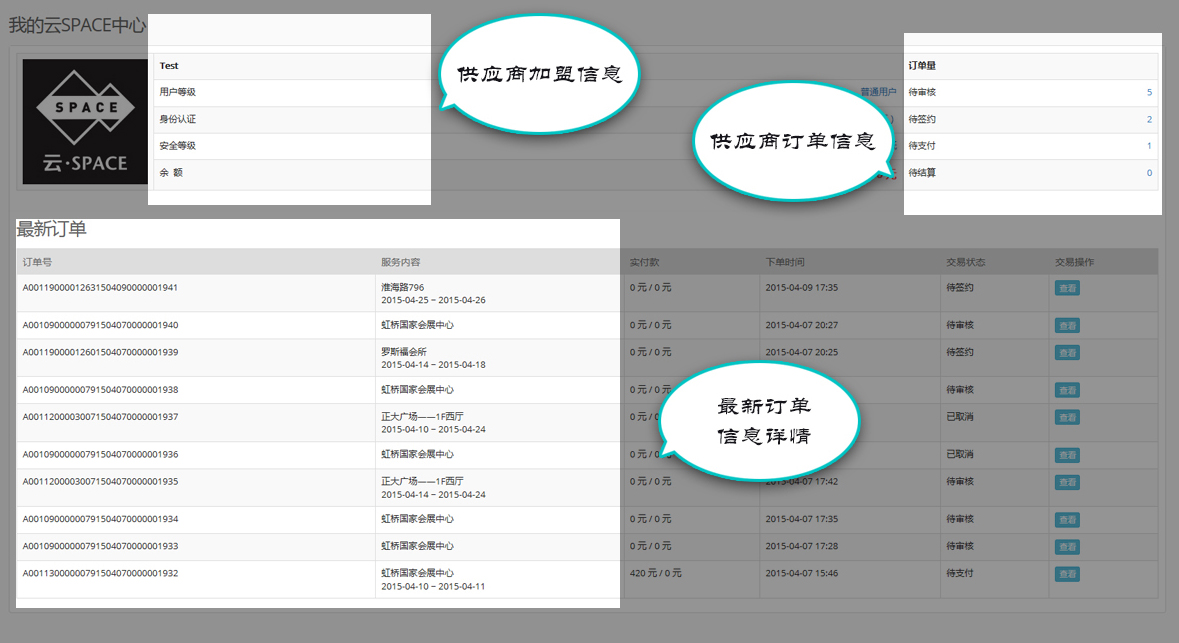 我的云SPACE中心
SPACE
云·SPACE
Test
用户等级 普通用户
身份认证
安全等级
余 额 元
供应商加盟信息
供应商订单信息
订单量
待审核 5
待签约 2
待支付 1
待结算 0
最新订单
订单号 服务内容 实付款 下单时间 交易状态 交易操作
A00119000012631504090000001941 淮海路796 0 元 / 0 元 2015-04-09 17:35 待签约 查看
2015-04-25 ~ 2015-04-26
A00109000000791504070000001940 虹桥国家会展中心 0 元 / 0 元 2015-04-07 20:27 待审核 查看
A00119000012601504070000001939 罗斯福会所 0 元 / 0 元 2015-04-07 20:25 待签约 查看
2015-04-14 ~ 2015-04-18
A00109000000791504070000001938 虹桥国家会展中心 0 元 / 0 元 待审核 查看
A00112000030071504070000001937 正大广场——1F西厅 0 元 / 已取消 查看
2015-04-10 ~ 2015-04-24
A00109000000791504070000001936 虹桥国家会展中心 0 元 / 已取消 查看
A00112000030071504070000001935 正大广场——1F西厅 0 元 / 0 元 2015-04-07 17:42 待审核 查看
2015-04-14 ~ 2015-04-24
A00109000000791504070000001934 虹桥国家会展中心 0 元 / 0 元 2015-04-07 17:35 待审核 查看
A00109000000791504070000001933 虹桥国家会展中心 0 元 / 0 元 2015-04-07 17:28 待审核 查看
A00113000000791504070000001932 虹桥国家会展中心 420 元 / 0 元 2015-04-07 15:46 待支付 查看
2015-04-10 ~ 2015-04-11
最新订单
信息详情